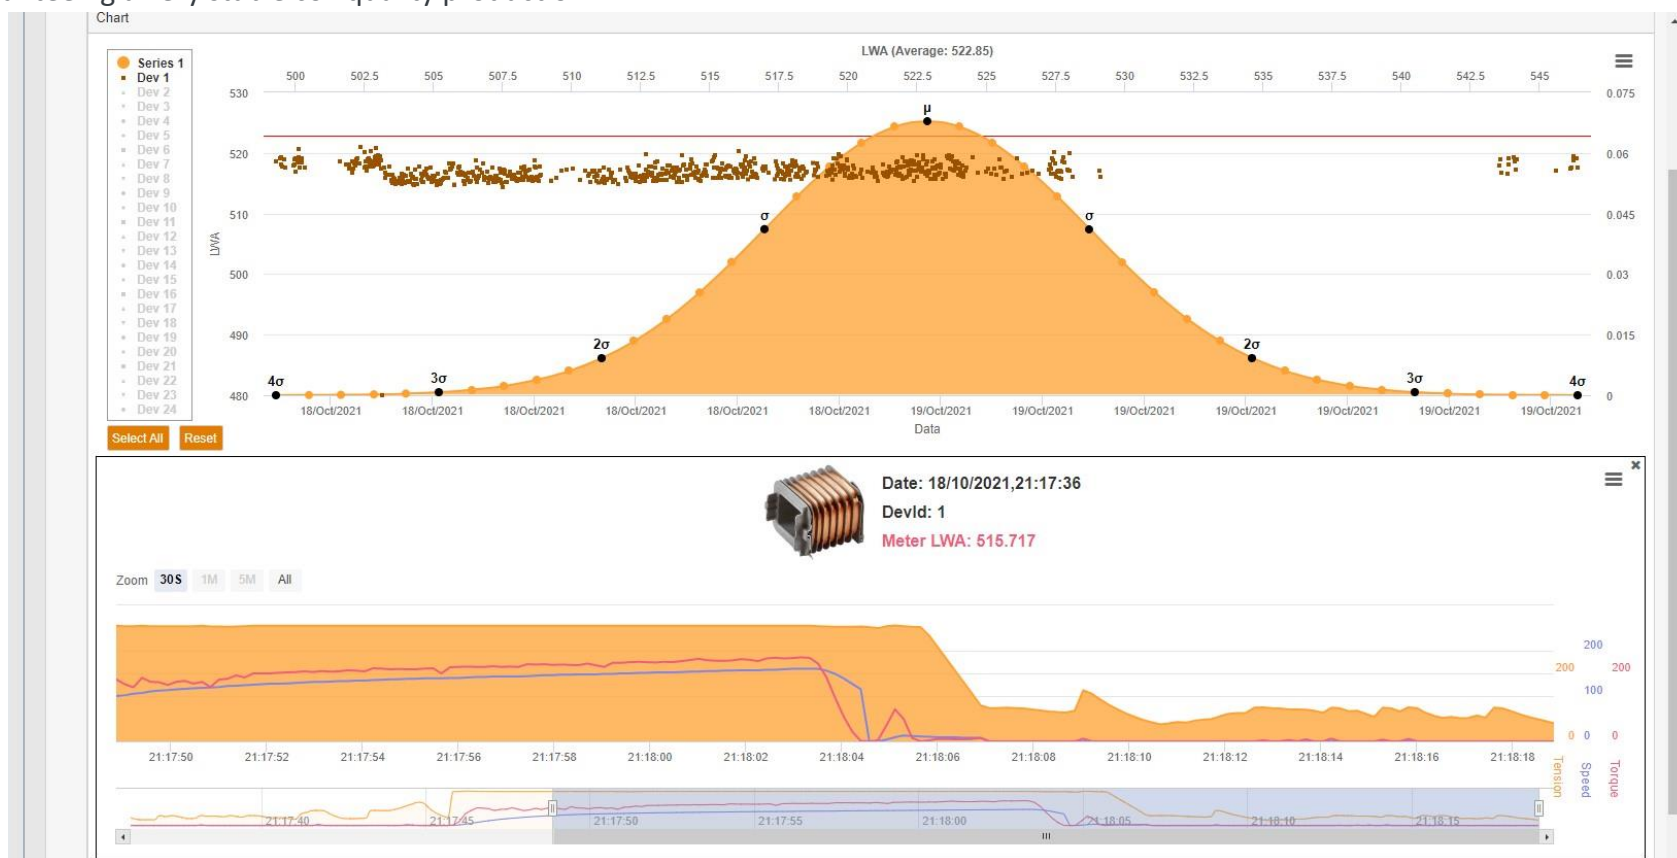 Chart
LWA (Average: 522.85)
Series 1
Dev 1
Dev 2
Dev 3
Dev 4
Dev 5
Dev 6
Dev 7
Dev 8
Dev 9
Dev 10
Dev 11
Dev 12
Dev 13
Dev 14
Dev 15
Dev 16
Dev 17
Dev 18
Dev 19
Dev 20
Dev 21
Dev 22
Dev 23
Dev 24
Select All Reset
500 502.5 505 507.5 510 512.5 515 517.5 520 522.5 525 527.5 530 532.5 535 537.5 540 542.5 545
530 0.075
µ
520 0.06
510 0.045
σ σ
LWA
500 0.03
490 0.015
2σ 2σ
4σ 3σ 3σ 4σ
480 0
18/Oct/2021 18/Oct/2021 18/Oct/2021 18/Oct/2021 18/Oct/2021 18/Oct/2021 19/Oct/2021 19/Oct/2021 19/Oct/2021 19/Oct/2021 19/Oct/2021 19/Oct/2021 19/Oct/2021
Data
Date: 18/10/2021,21:17:36
DevId: 1
Meter LWA: 515.717
Zoom 30S 1M 5M All
200
200 200
100
0 0 0
21:17:50 21:17:52 21:17:54 21:17:56 21:17:58 21:18:00 21:18:02 21:18:04 21:18:06 21:18:08 21:18:10 21:18:12 21:18:14 21:18:16 21:18:18
Tension
Speed
Torque
21:17:40 21:17:45 21:17:50 21:17:55 21:18:00 21:18:05 21:18:10 21:18:15